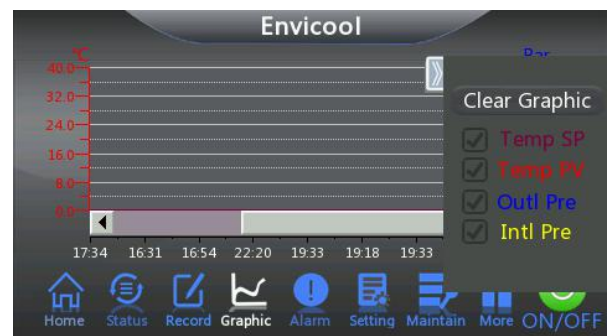 Envicool
℃
Bar
40.0
32.0
24.0
16.0
8.0
0.0
Clear Graphic
Temp SP
Temp PV
Outl Pre
Intl Pre
17:34 16:31 16:54 22:20 19:33 19:18 19:33
Home Status Record Graphic Alarm Setting Maintain More ON/OFF